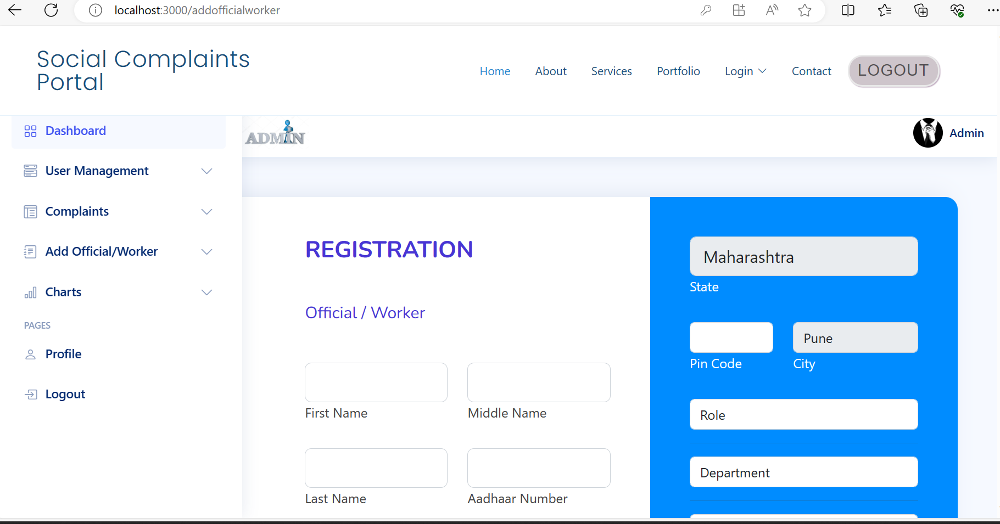 localhost:3000/addofficialworker
Social Complaints
Portal
Home About Services Portfolio Login Contact LOGOUT
Dashboard
ADMIN
Admin
User Management
Complaints
Add Official/Worker
Charts
PAGES
Profile
Logout
REGISTRATION
Official / Worker
First Name Middle Name
Last Name Aadhaar Number
Maharashtra
State
Pune
Pin Code City
Role
Department